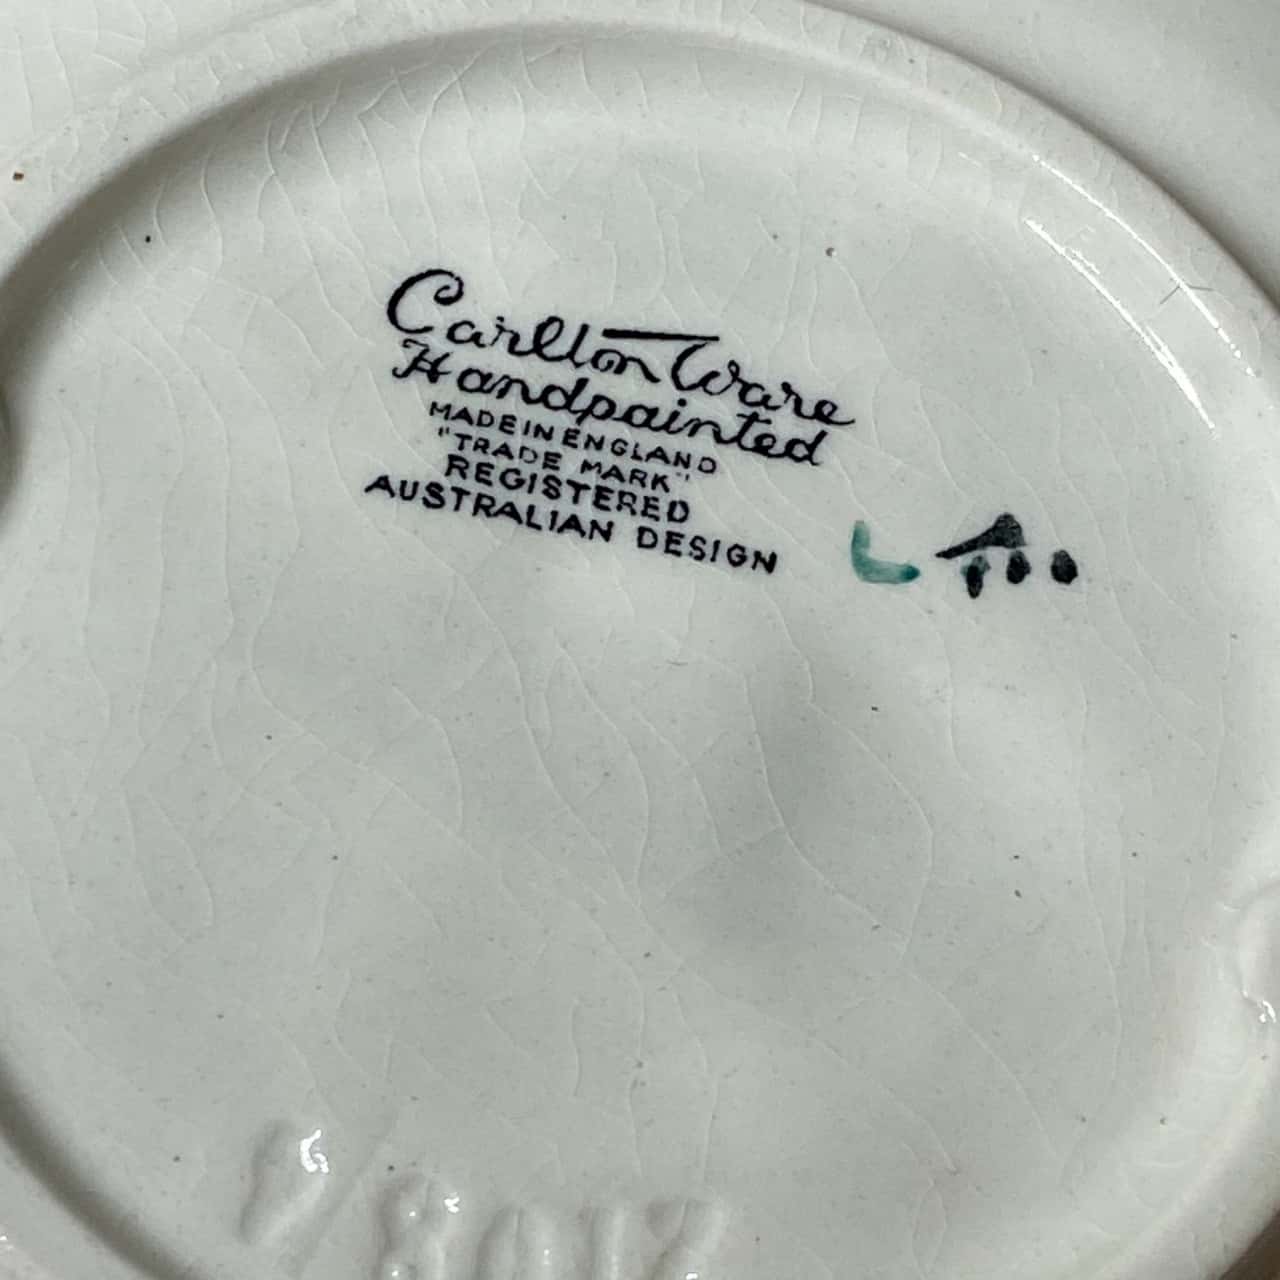 Carlton Ware
Handpainted
MADE IN ENGLAND
"TRADE MARK"
REGISTERED
AUSTRALIAN DESIGN
L